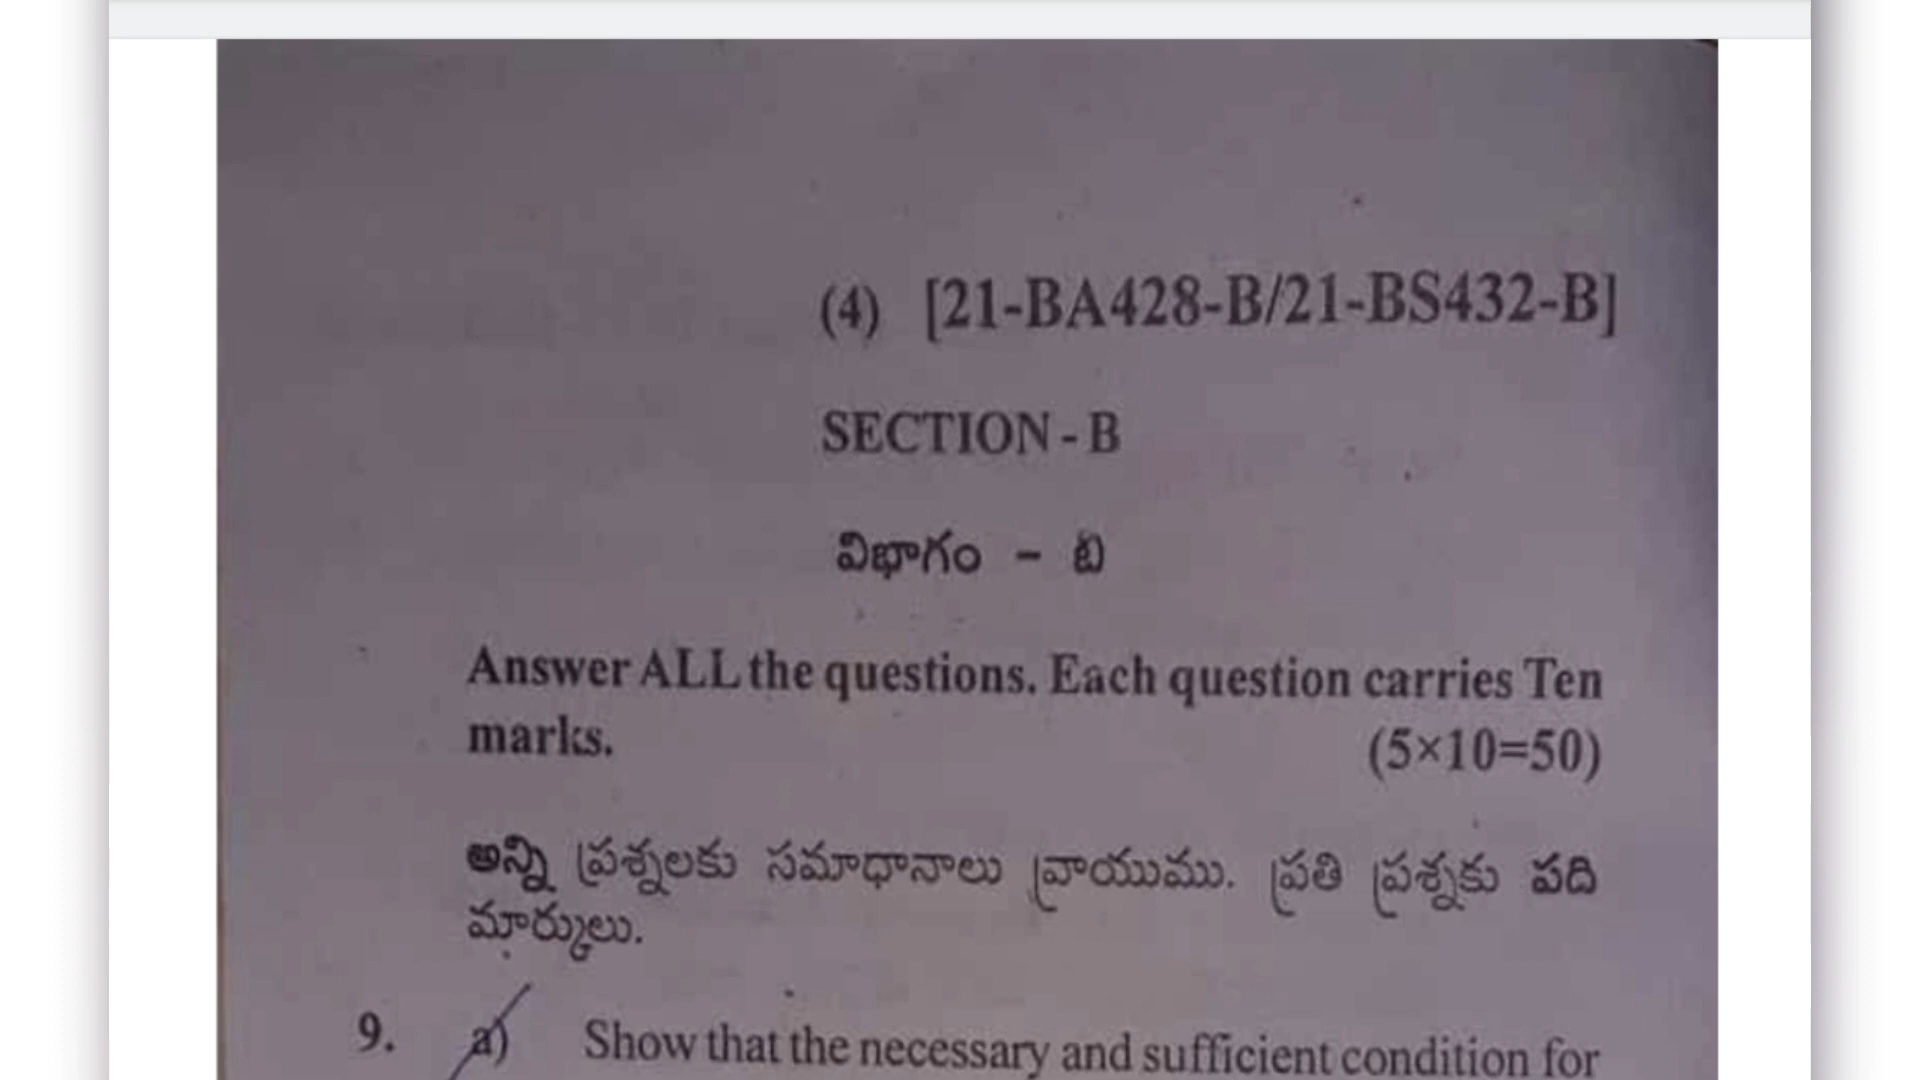 (4) [21-BA428-B/21-BS432-B]
SECTION - B
విభాగం - బి
Answer ALL the questions. Each question carries Ten
marks. (5×10=50)
అన్ని ప్రశ్నలకు సమాధానాలు వ్రాయుము. ప్రతి ప్రశ్నకు పది
మార్కులు.
9. a) Show that the necessary and sufficient condition for